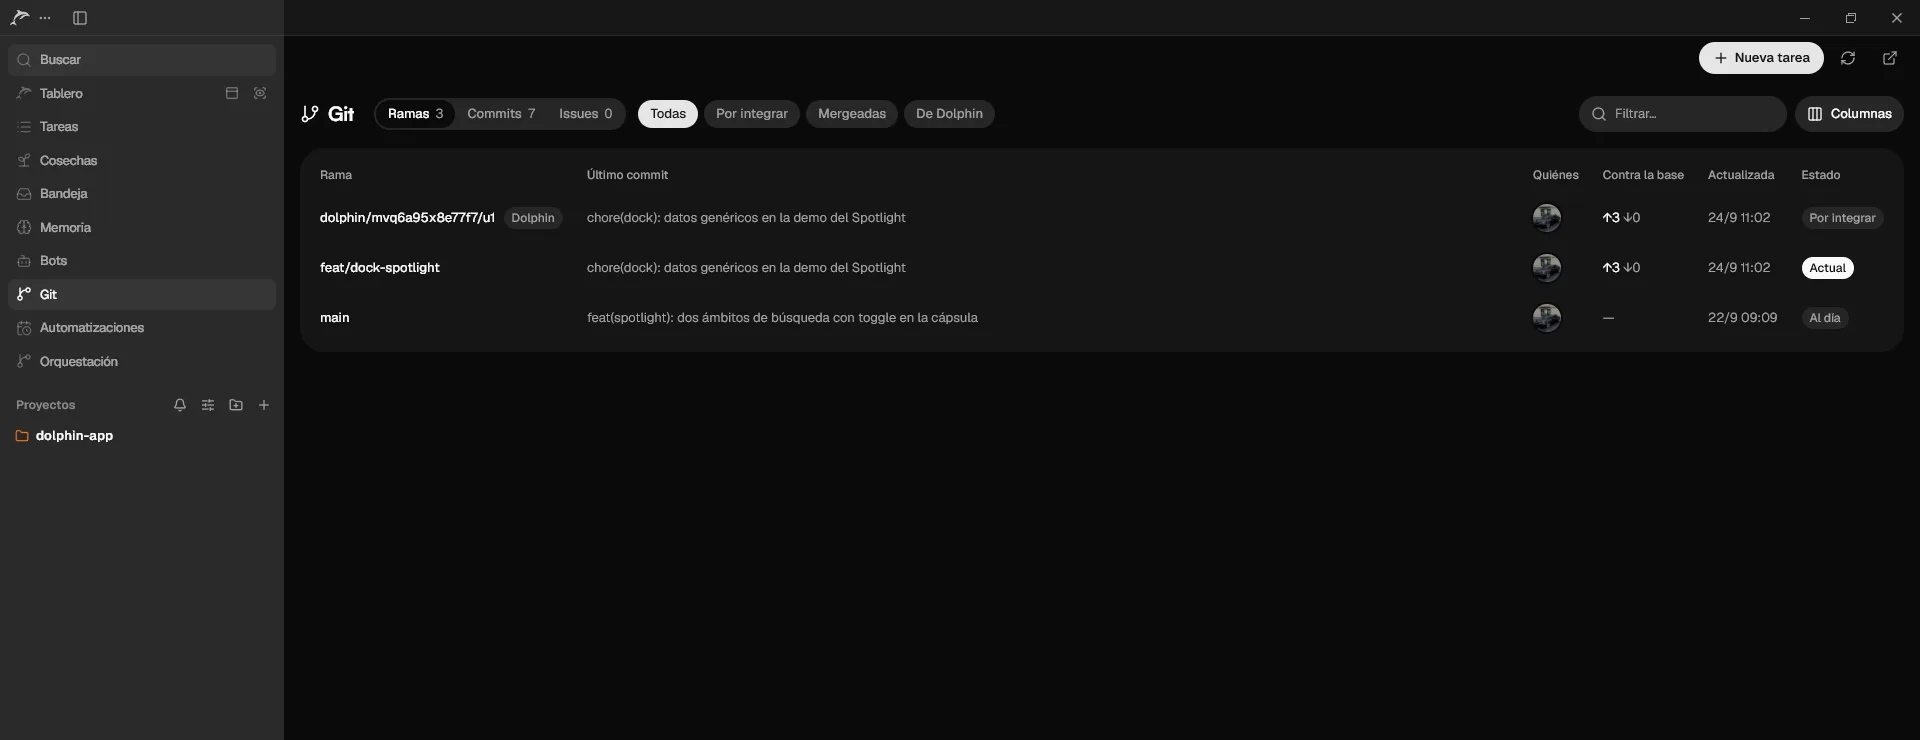 Buscar
Tablero
Tareas
Cosechas
Bandeja
Memoria
Bots
Git
Automatizaciones
Orquestación
Proyectos
dolphin-app
Nueva tarea
Git
Ramas 3 Commits 7 Issues 0 Todas Por integrar Mergeadas De Dolphin Filtrar... Columnas
Rama Último commit Quiénes Contra la base Actualizada Estado
dolphin/mvq6a95x8e77f7/u1 Dolphin chore(dock): datos genéricos en la demo del Spotlight ↑3 ↓0 24/9 11:02 Por integrar
feat/dock-spotlight chore(dock): datos genéricos en la demo del Spotlight ↑3 ↓0 24/9 11:02 Actual
main feat(spotlight): dos ámbitos de búsqueda con toggle en la cápsula — 22/9 09:09 Al día